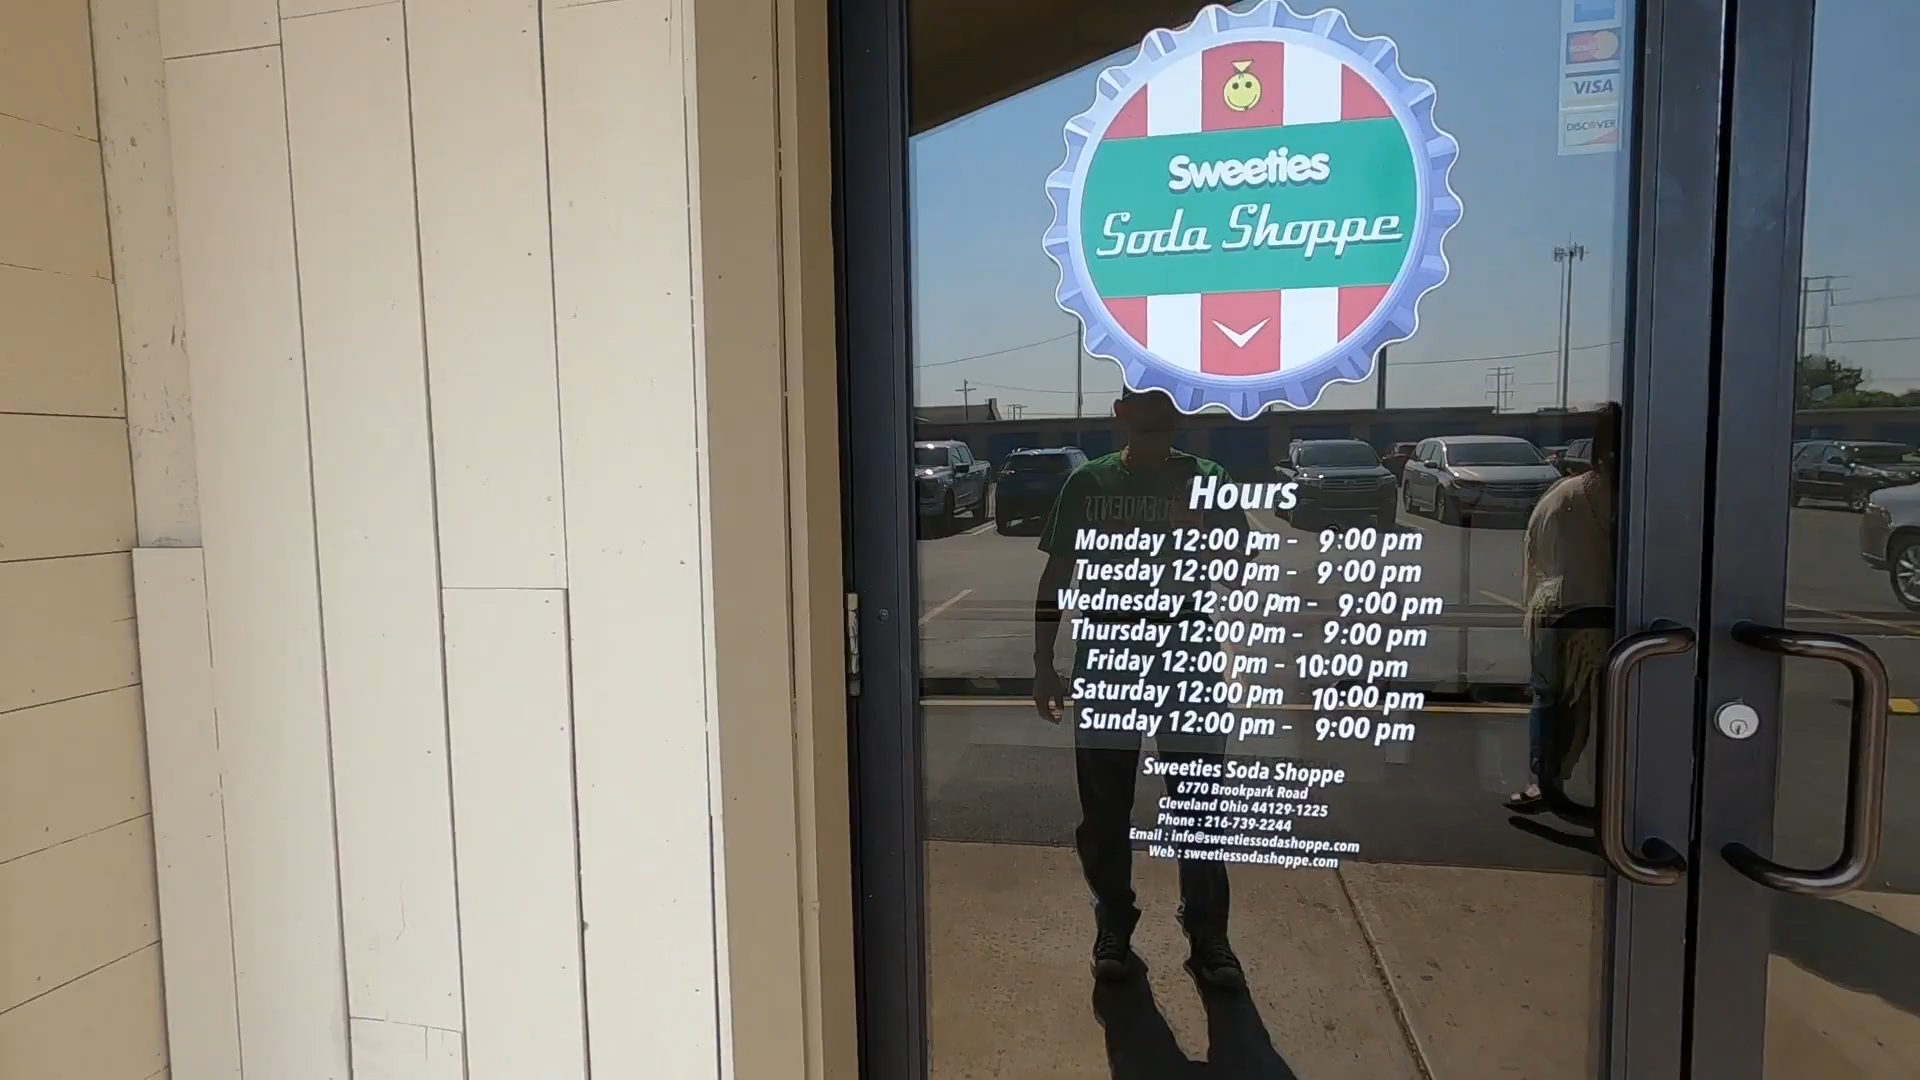 MasterCard
VISA
DISCOVER
Sweeties
Soda Shoppe
Hours
Monday 12:00 pm - 9:00 pm
Tuesday 12:00 pm - 9:00 pm
Wednesday 12:00 pm - 9:00 pm
Thursday 12:00 pm - 9:00 pm
Friday 12:00 pm - 10:00 pm
Saturday 12:00 pm 10:00 pm
Sunday 12:00 pm - 9:00 pm
Sweeties Soda Shoppe
6770 Brookpark Road
Cleveland Ohio 44129-1225
Phone : 216-739-2244
Email : info@sweetiessodashoppe.com
Web : sweetiessodashoppe.com